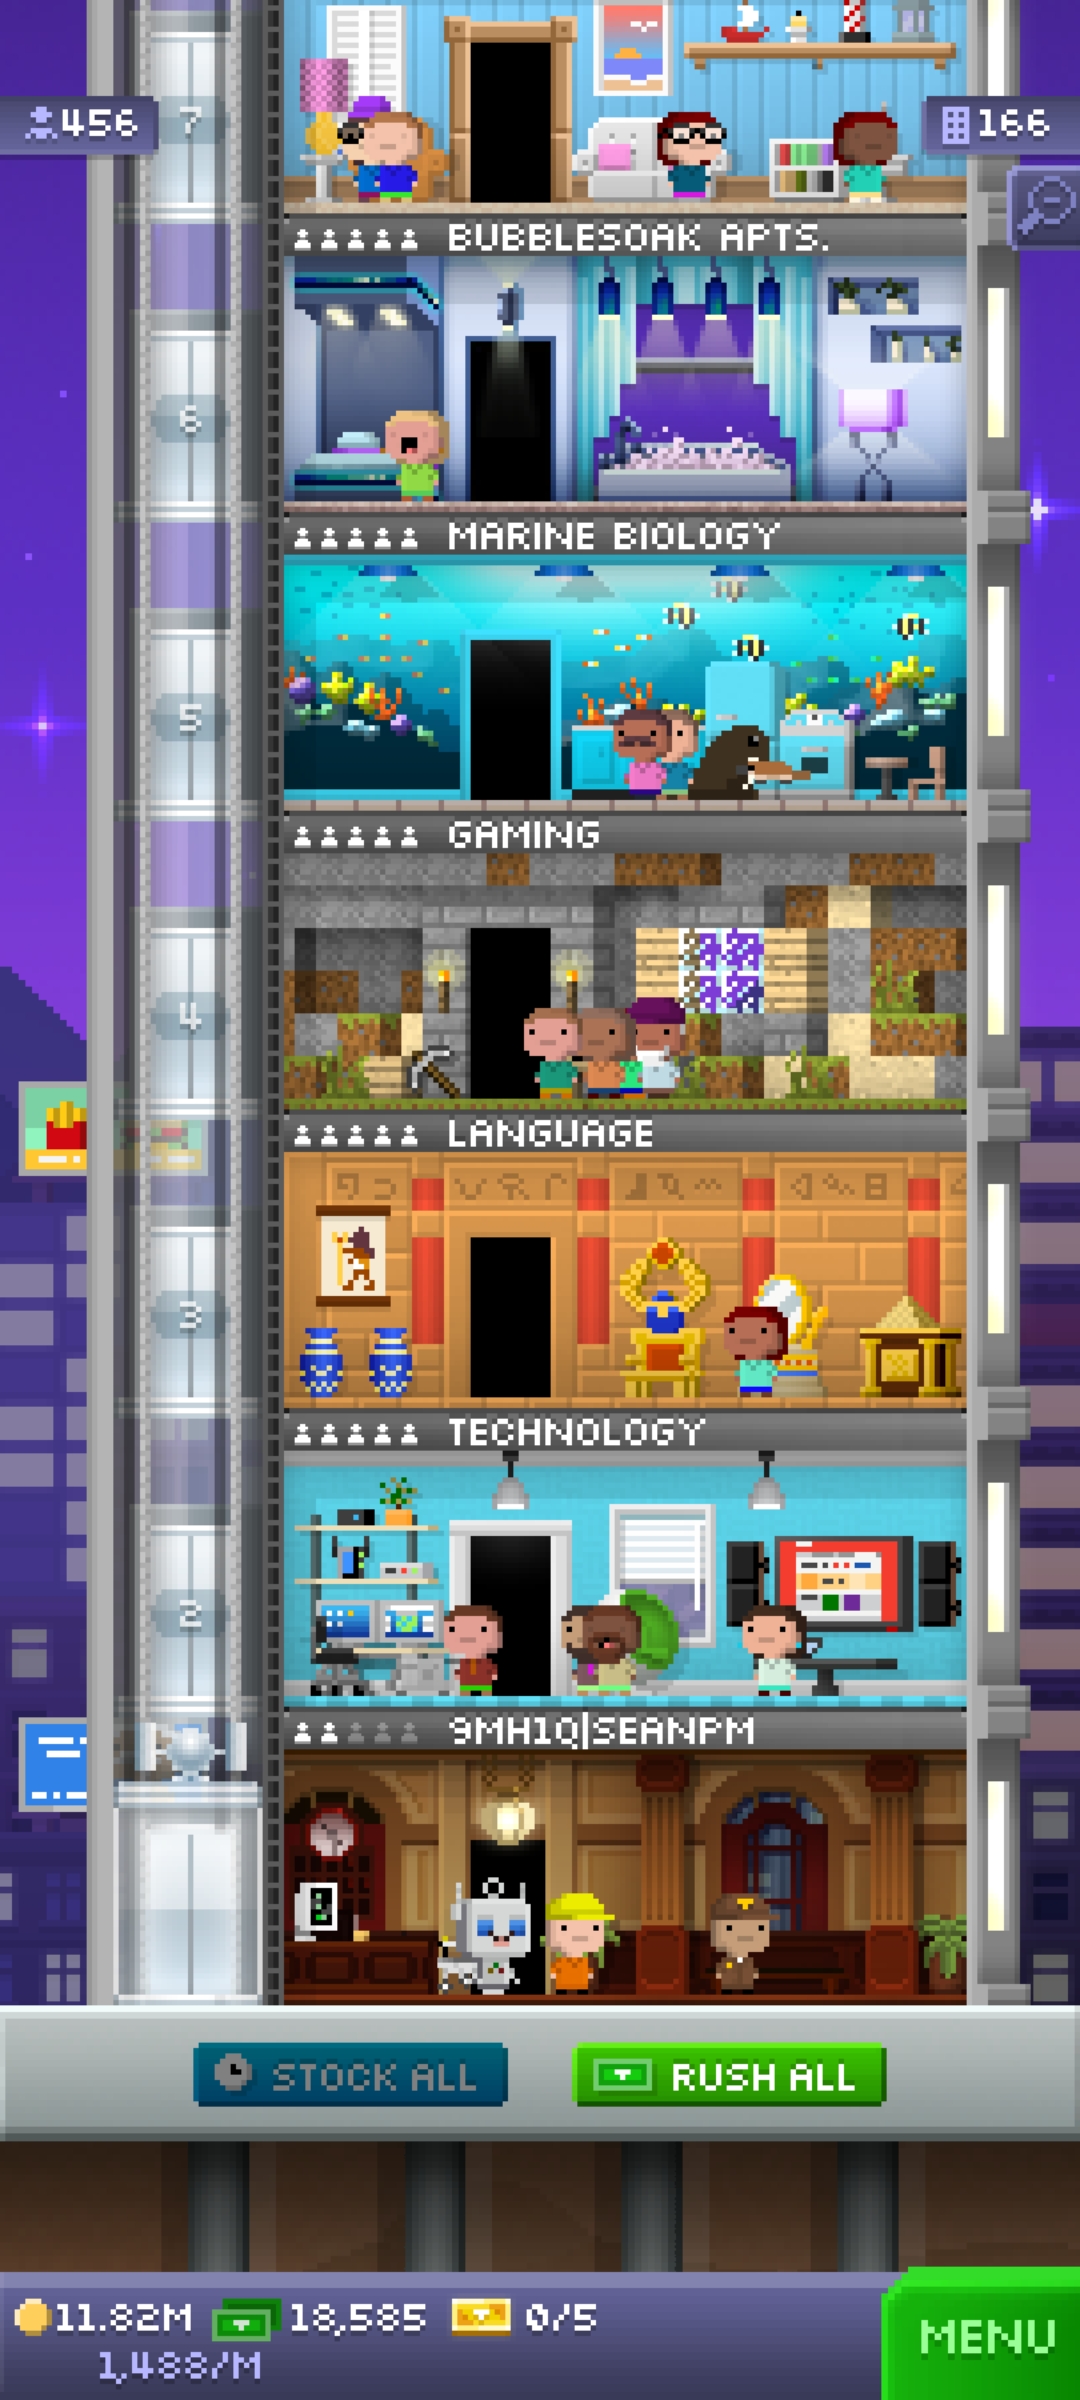 7
456
166
BUBBLESOAK APTS.
6
MARINE BIOLOGY
5
GAMING
4
LANGUAGE
3
TECHNOLOGY
2
9MH1Q|SEANPM
STOCK ALL
RUSH ALL
11.82M
18,585
0/5
1,488/M
MENU